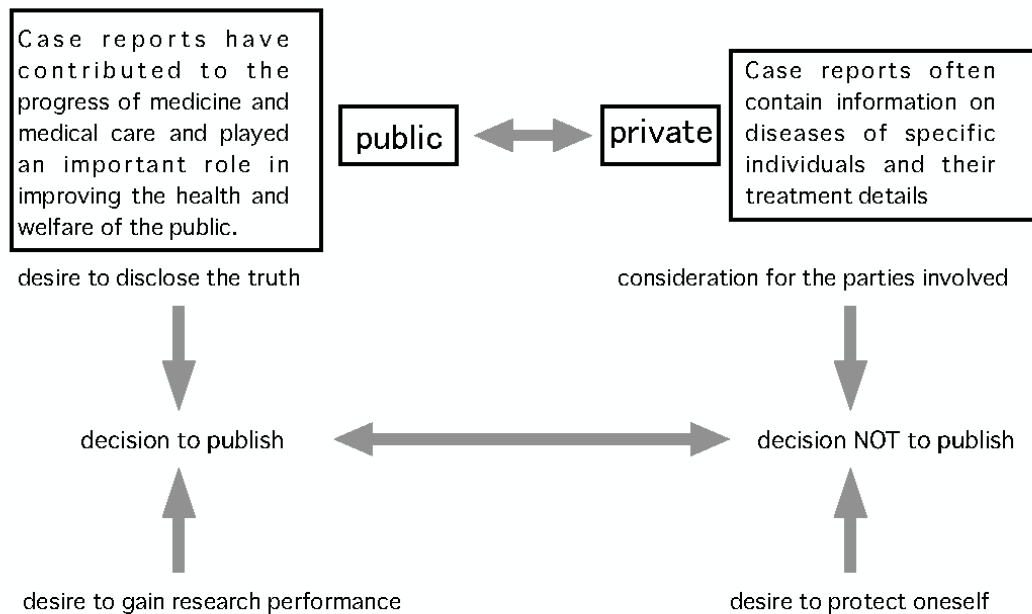 Case reports have
contributed to the
progress of medicine and
medical care and played
an important role in
improving the health and
welfare of the public.
public
private
Case reports often
contain information on
diseases of specific
individuals and their
treatment details
desire to disclose the truth
consideration for the parties involved
decision to publish
decision NOT to publish
desire to gain research performance
desire to protect oneself